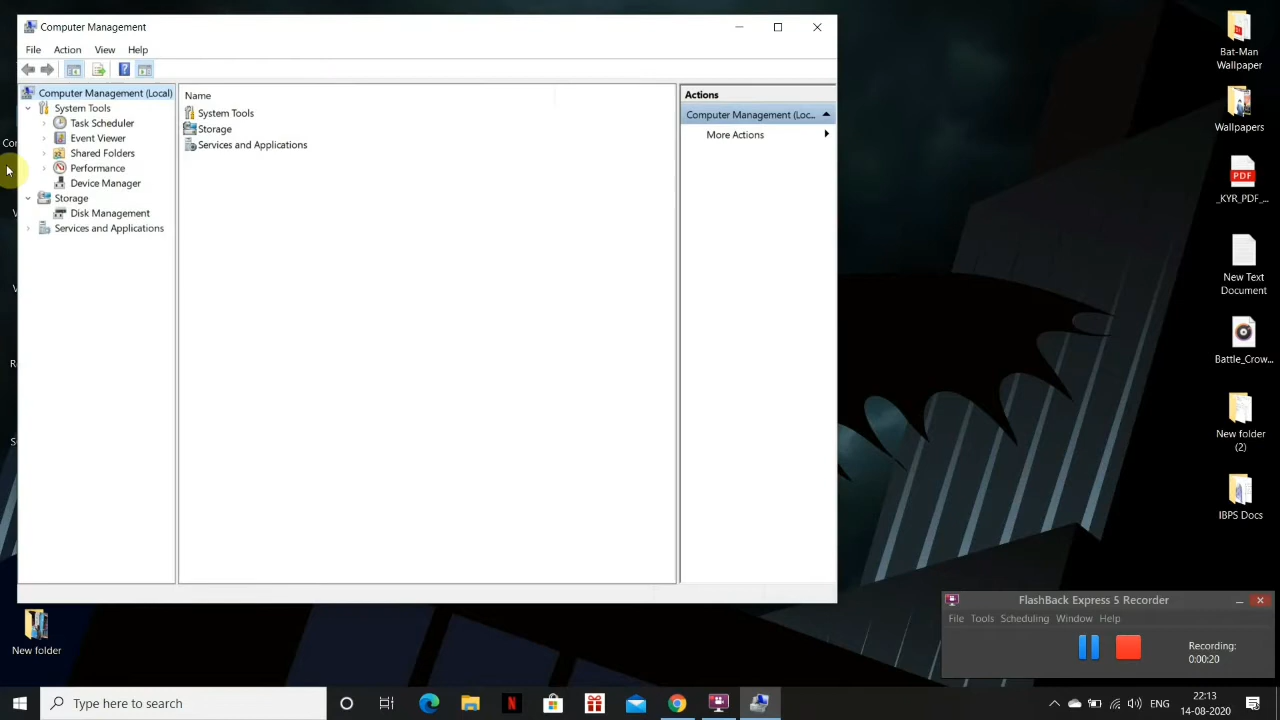 Computer Management
File Action View Help
Computer Management (Local)
System Tools
Task Scheduler
Event Viewer
Shared Folders
Performance
Device Manager
Storage
Disk Management
Services and Applications
Name
System Tools
Storage
Services and Applications
Actions
Computer Management (Loc...
More Actions
Bat-Man
Wallpaper
Wallpapers
PDF
_KYR_PDF_...
New Text
Document
Battle_Crow...
New folder
(2)
IBPS Docs
New folder
FlashBack Express 5 Recorder
File Tools Scheduling Window Help
Recording:
0:00:20
Type here to search
N
ENG
22:13
14-08-2020